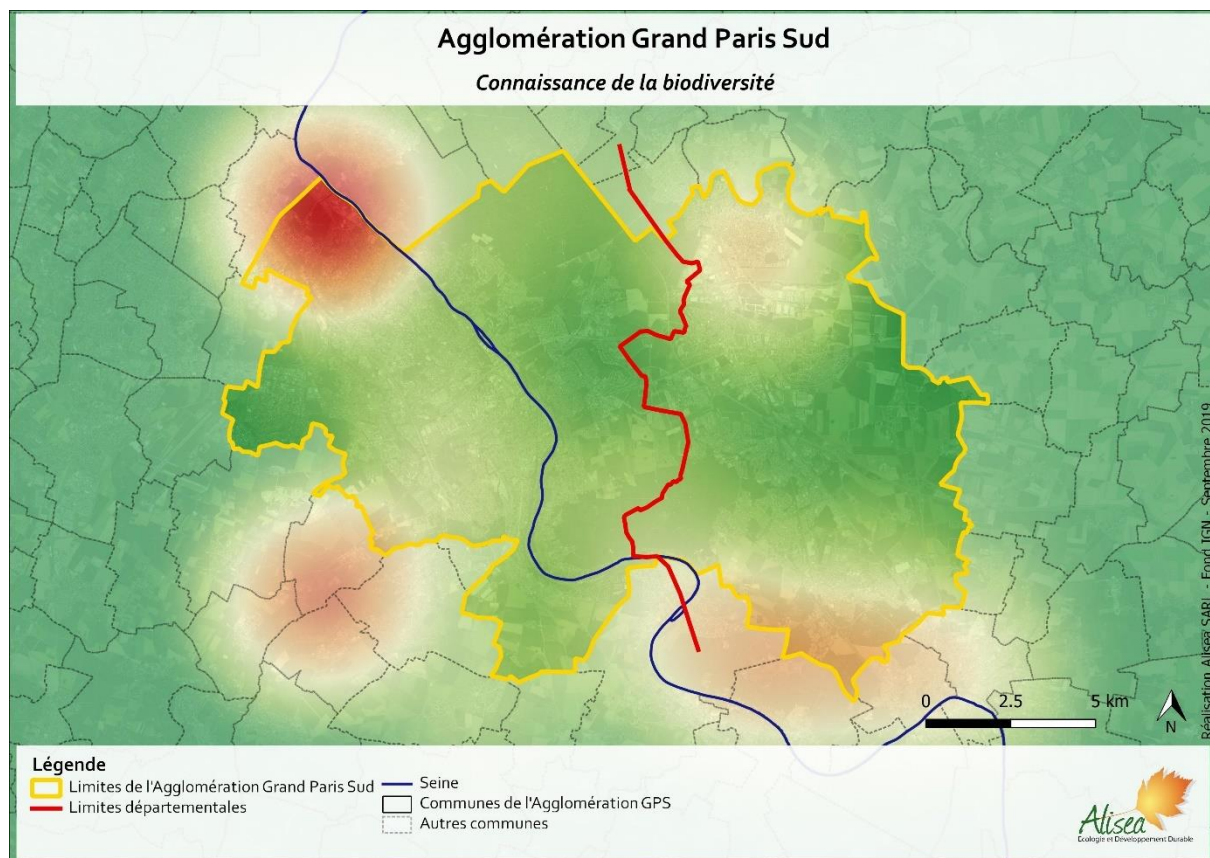 Agglomération Grand Paris Sud
Connaissance de la biodiversité
Réalisation Alisea SARL - Fond IGN - Septembre 2019
0 2.5 5 km
N
Légende
Limites de l'Agglomération Grand Paris Sud
Limites départementales
Seine
Communes de l'Agglomération GPS
Autres communes
Alisea
Écologie et Développement Durable